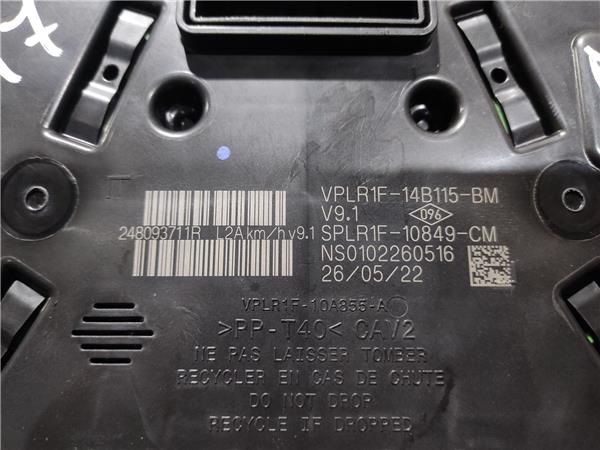 VPLR1F-14B115-BM
V9.1 096
248093711R L2A km/h v9.1 SPLR1F-10849-CM
NS0102260516
26/05/22
VPLR1F-10A855-A
>PP-T40< CAV2
NE PAS LAISSER TOMBER
RECYCLER EN CAS DE CHUTE
DO NOT DROP
RECYCLE IF DROPPED